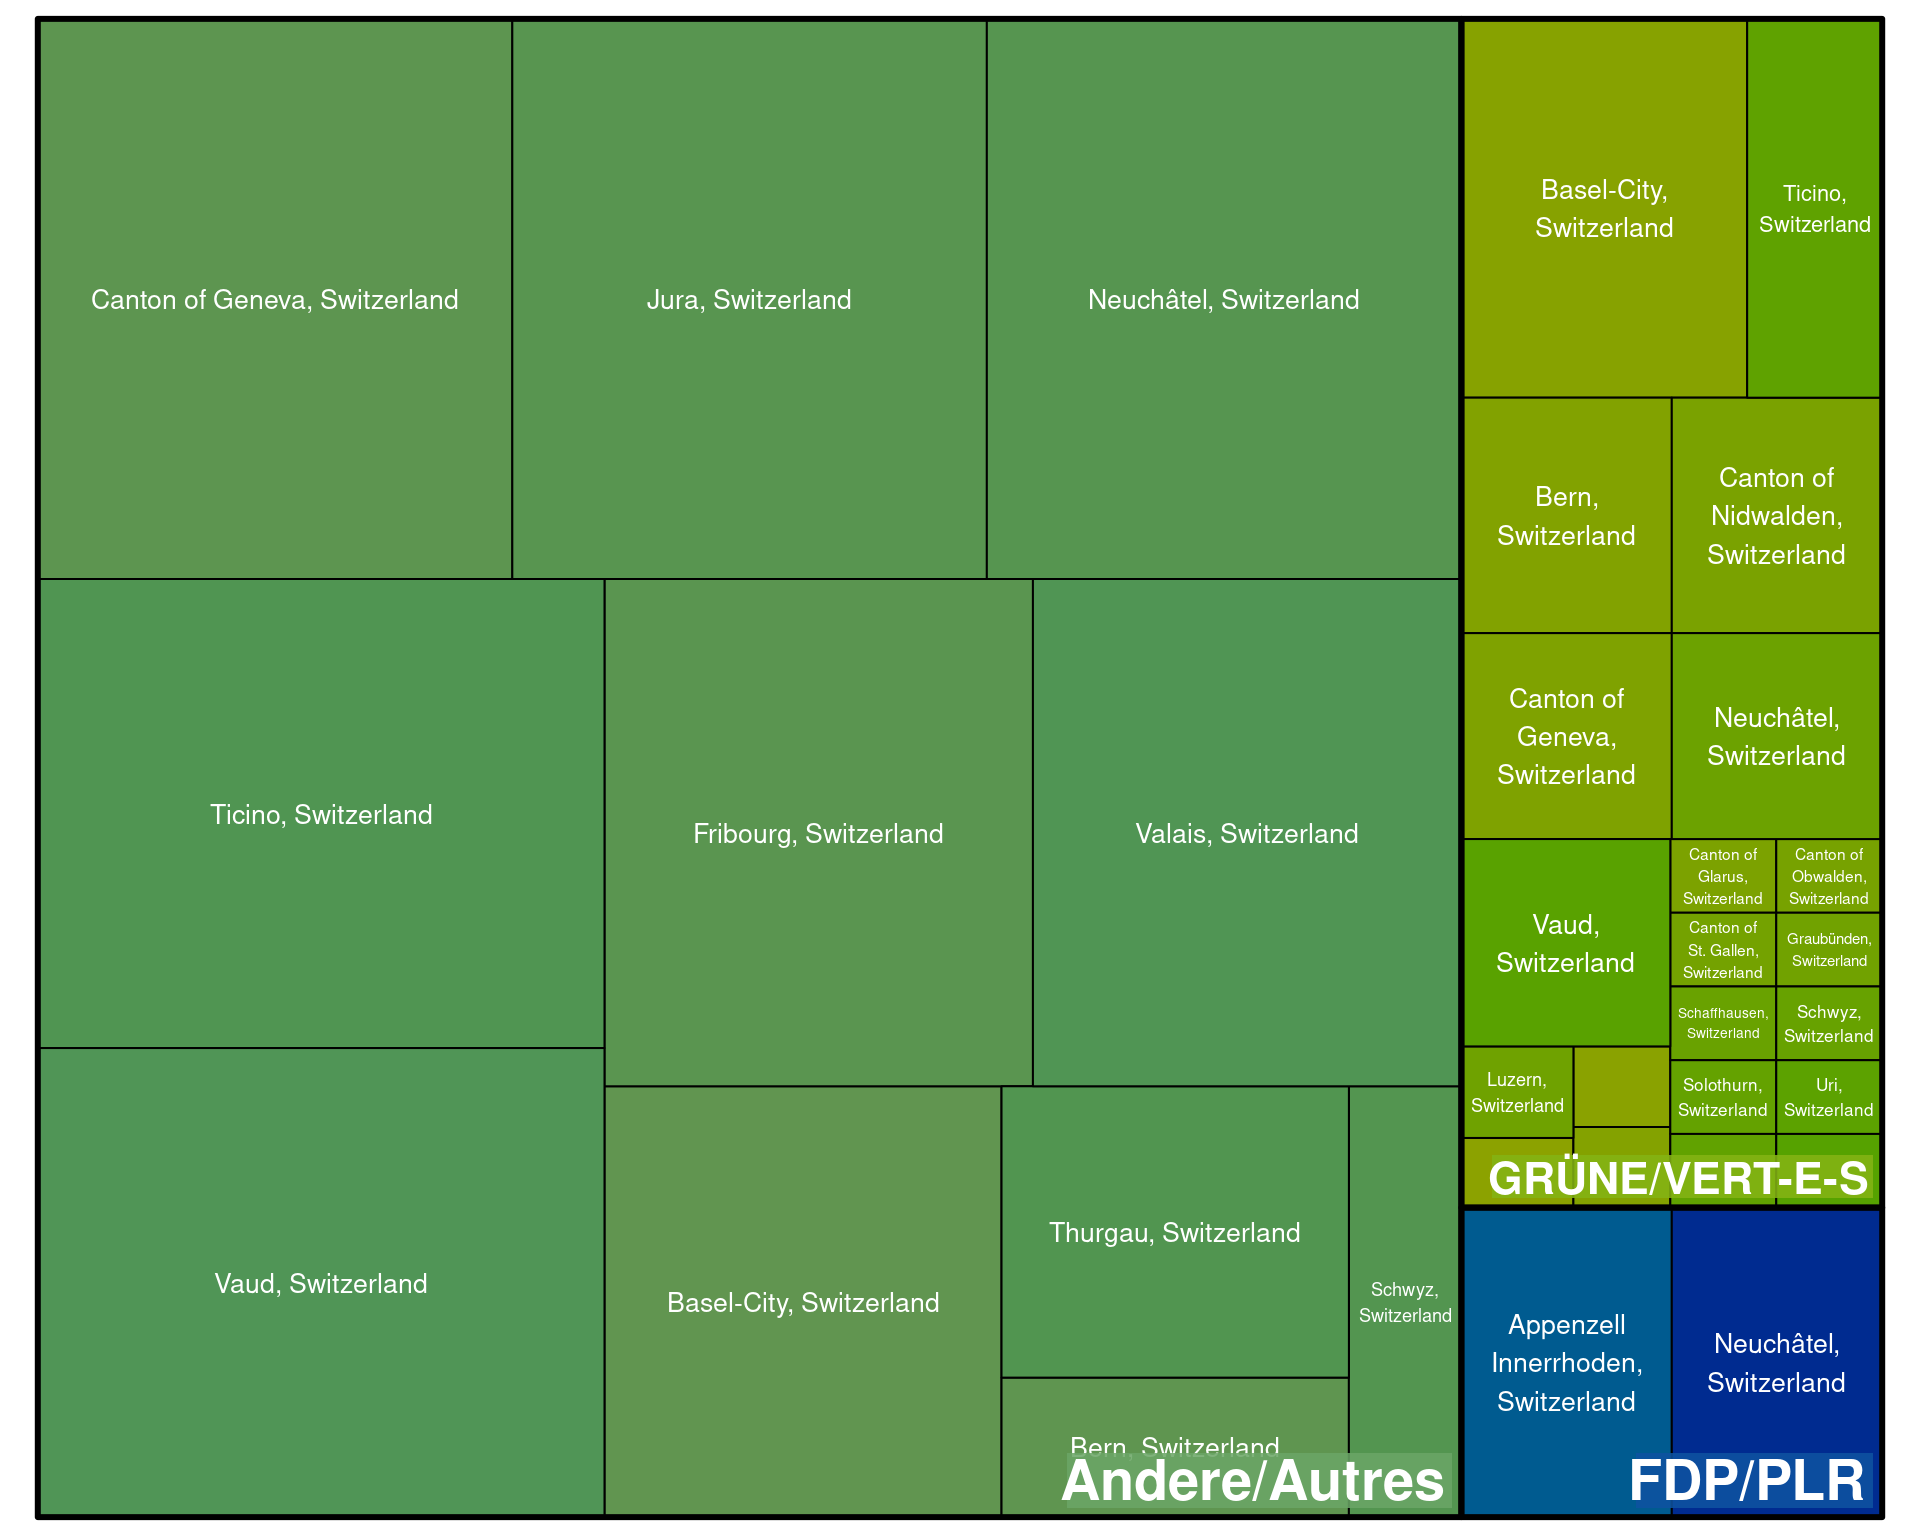 Canton of Geneva, Switzerland
Jura, Switzerland
Neuchâtel, Switzerland
Ticino, Switzerland
Fribourg, Switzerland
Valais, Switzerland
Vaud, Switzerland
Basel-City, Switzerland
Thurgau, Switzerland
Schwyz,
Switzerland
Bern, Switzerland
Andere/Autres
Basel-City,
Switzerland
Ticino,
Switzerland
Bern,
Switzerland
Canton of
Nidwalden,
Switzerland
Canton of
Geneva,
Switzerland
Neuchâtel,
Switzerland
Vaud,
Switzerland
Canton of
Glarus,
Switzerland
Canton of
Obwalden,
Switzerland
Canton of
St. Gallen,
Switzerland
Graubünden,
Switzerland
Schaffhausen,
Switzerland
Schwyz,
Switzerland
Luzern,
Switzerland
Solothurn,
Switzerland
Uri,
Switzerland
GRÜNE/VERT-E-S
Appenzell
Innerrhoden,
Switzerland
Neuchâtel,
Switzerland
FDP/PLR